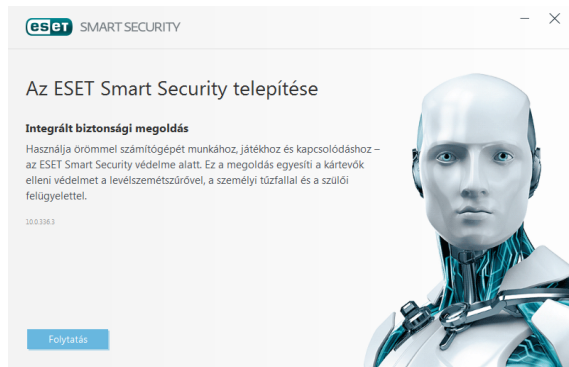 eset SMART SECURITY
Az ESET Smart Security telepítése
Integrált biztonsági megoldás
Használja örömmel számítógépét munkához, játékhoz és kapcsolódáshoz –
az ESET Smart Security védelme alatt. Ez a megoldás egyesíti a kártevők
elleni védelmet a levélszemétszűrővel, a személyi tűzfallal és a szülői
felügyelettel.
10.0.336.3
Folytatás